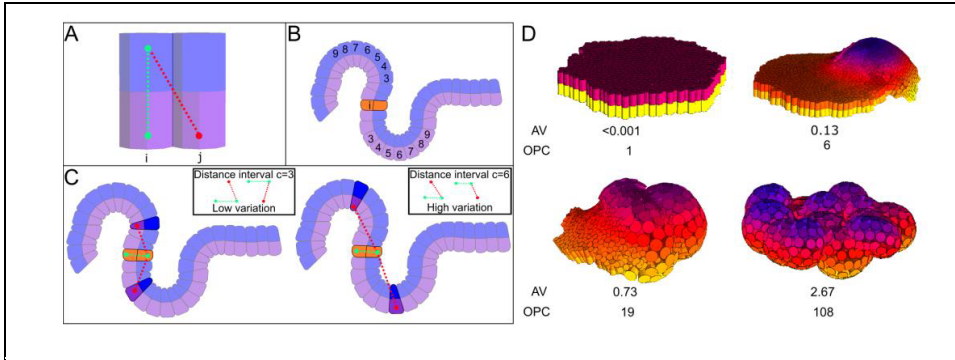 A
i j
B
9 8 7 6 5 4 3
i
3 4 5 6 7 8 9
C
Distance interval c=3
Low variation
Distance interval c=6
High variation
D
AV <0.001 0.13
OPC 1 6
AV 0.73 2.67
OPC 19 108